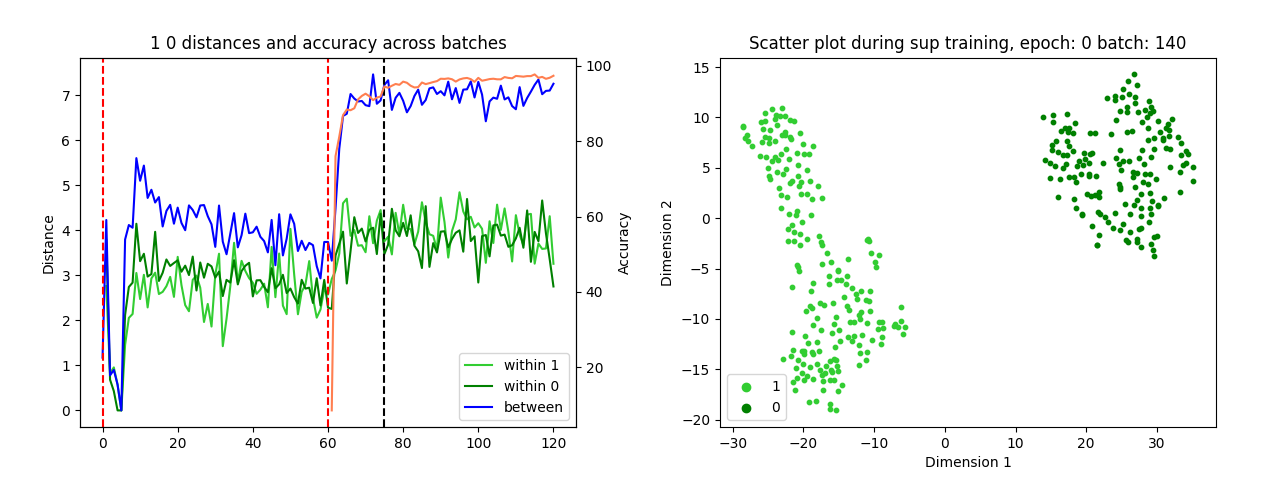 1 0 distances and accuracy across batches
Distance
7
6
5
4
3
2
1
0
0 20 40 60 80 100 120
100
80
60
40
20
Accuracy
within 1
within 0
between
Scatter plot during sup training, epoch: 0 batch: 140
Dimension 2
15
10
5
0
−5
−10
−15
−20
−30 −20 −10 0 10 20 30
Dimension 1
1
0